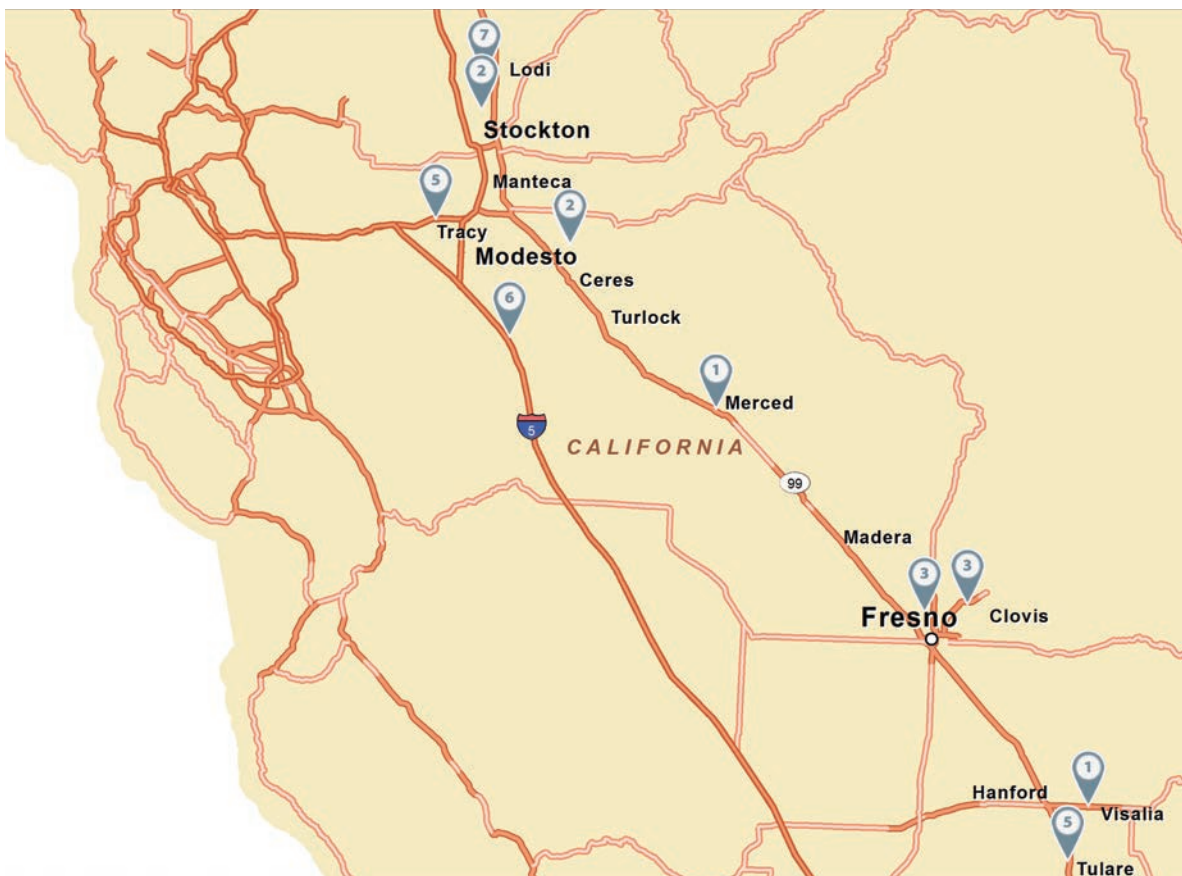 7
Lodi
2
Stockton
5
Manteca
2
Tracy
Modesto
Ceres
6
Turlock
1
Merced
5
CALIFORNIA
99
Madera
3
3
Fresno
Clovis
1
Hanford
Visalia
5
Tulare